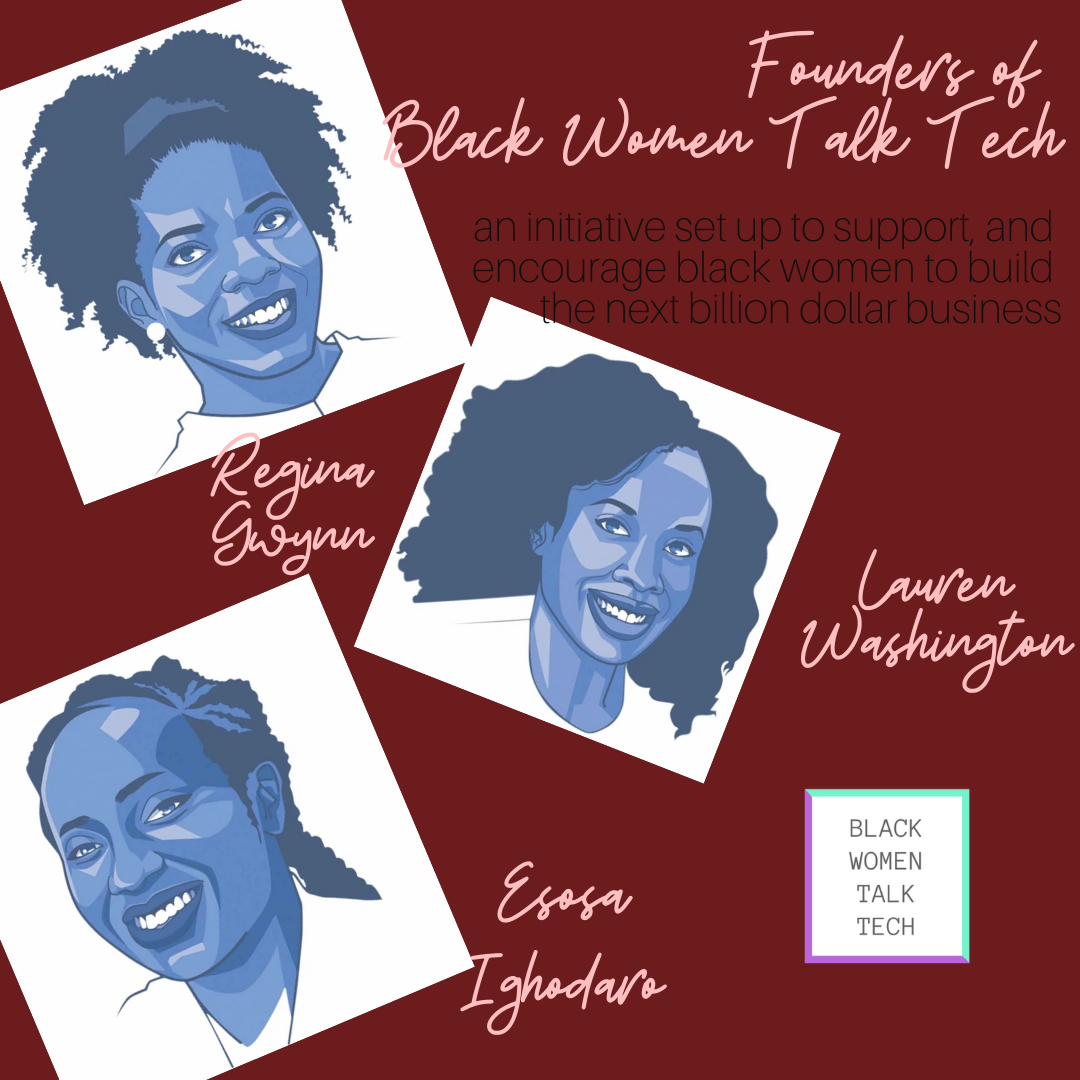 Founders of
Black Women Talk Tech
an initiative set up to support, and
encourage black women to build
the next billion dollar business
Regina
Gwynn
Lauren
Washington
Esosa
Ighodaro
BLACK
WOMEN
TALK
TECH